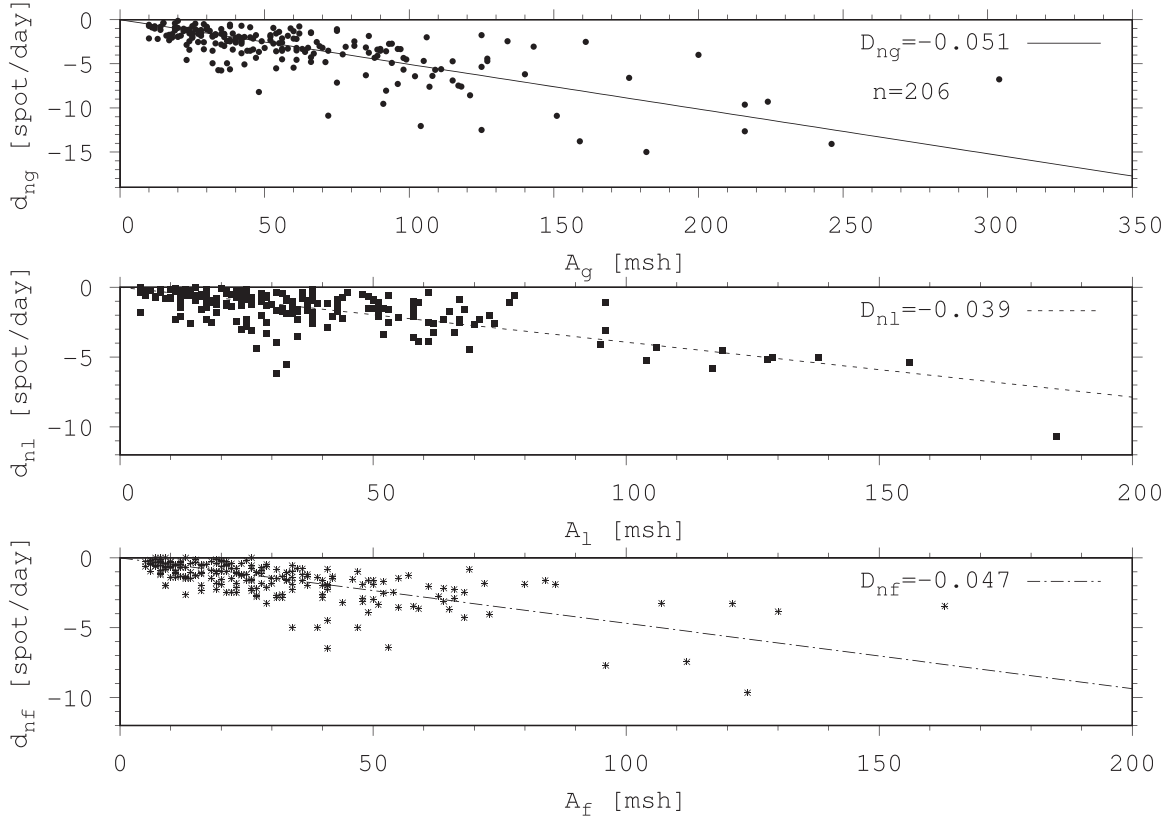 0
−5
−10
−15
d_ng [spot/day]
D_ng=−0.051
n=206
0 50 100 150 200 250 300 350
A_g [msh]
0
−5
−10
d_nl [spot/day]
D_nl=−0.039
0 50 100 150 200
A_l [msh]
0
−5
−10
d_nf [spot/day]
D_nf=−0.047
0 50 100 150 200
A_f [msh]